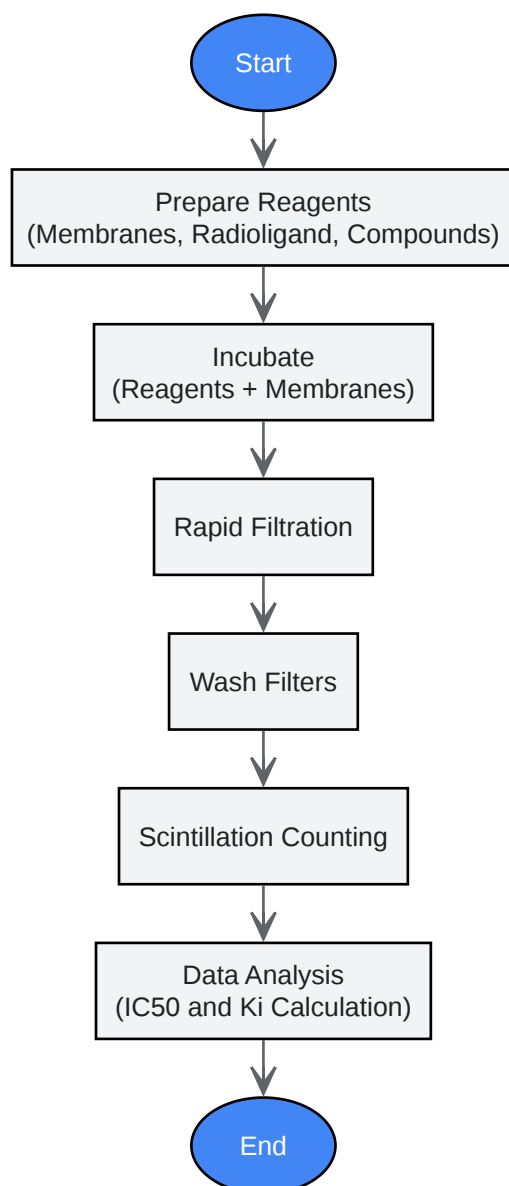 Start
Prepare Reagents
(Membranes, Radioligand, Compounds)
Incubate
(Reagents + Membranes)
Rapid Filtration
Wash Filters
Scintillation Counting
Data Analysis
(IC50 and Ki Calculation)
End